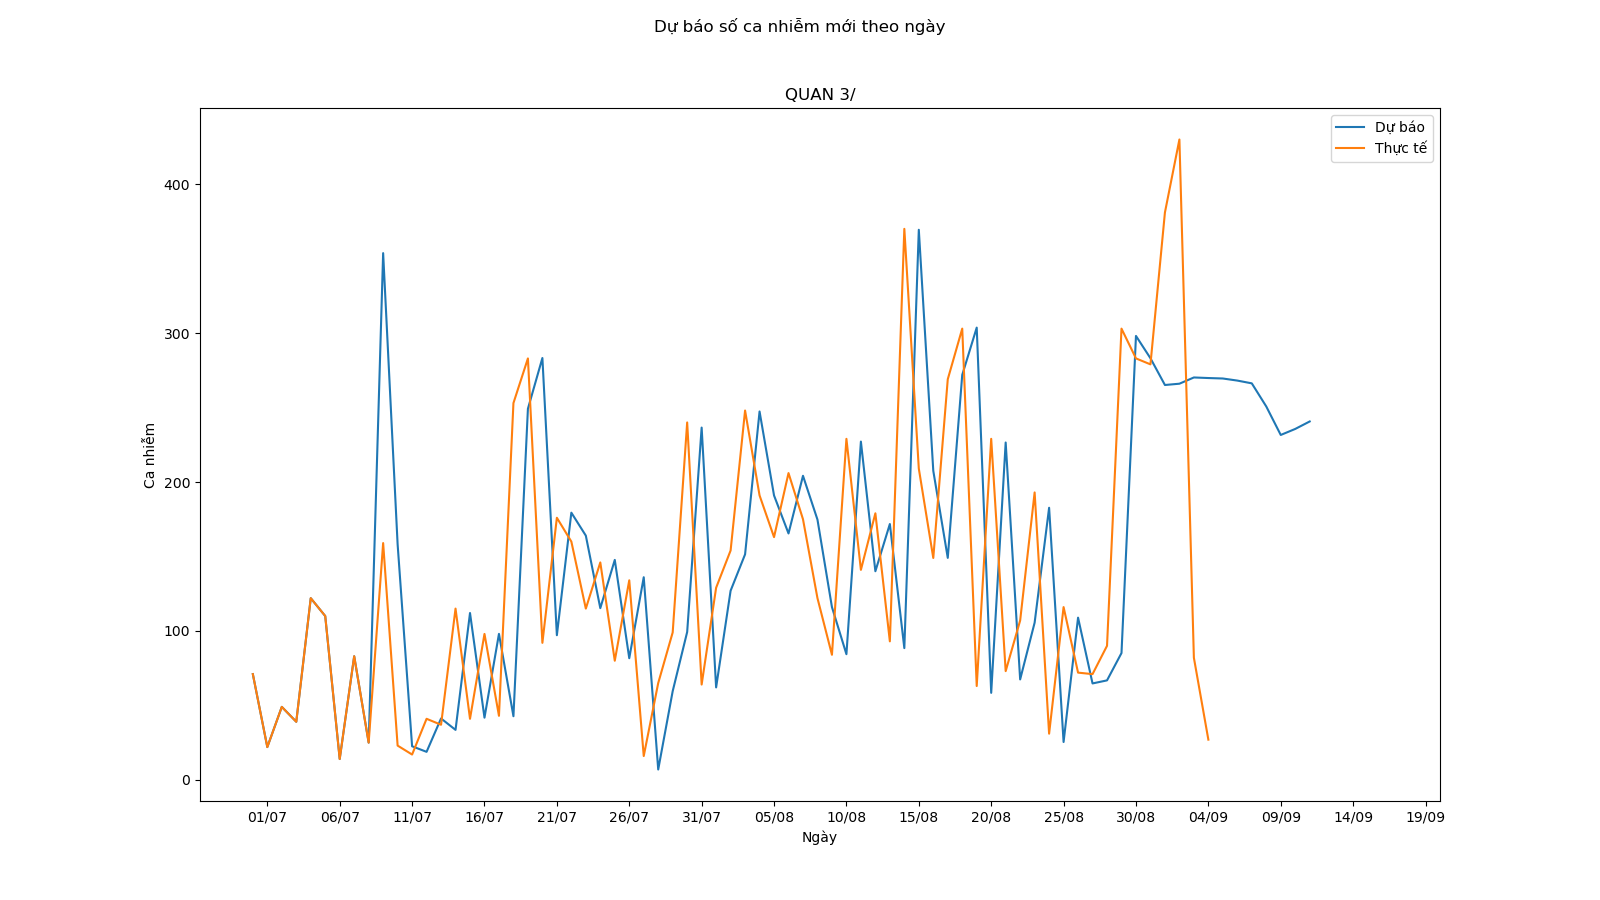 Dự báo số ca nhiễm mới theo ngày
QUAN 3/
Dự báo
Thực tế
400
300
200
100
0
Ca nhiễm
01/07 06/07 11/07 16/07 21/07 26/07 31/07 05/08 10/08 15/08 20/08 25/08 30/08 04/09 09/09 14/09 19/09
Ngày